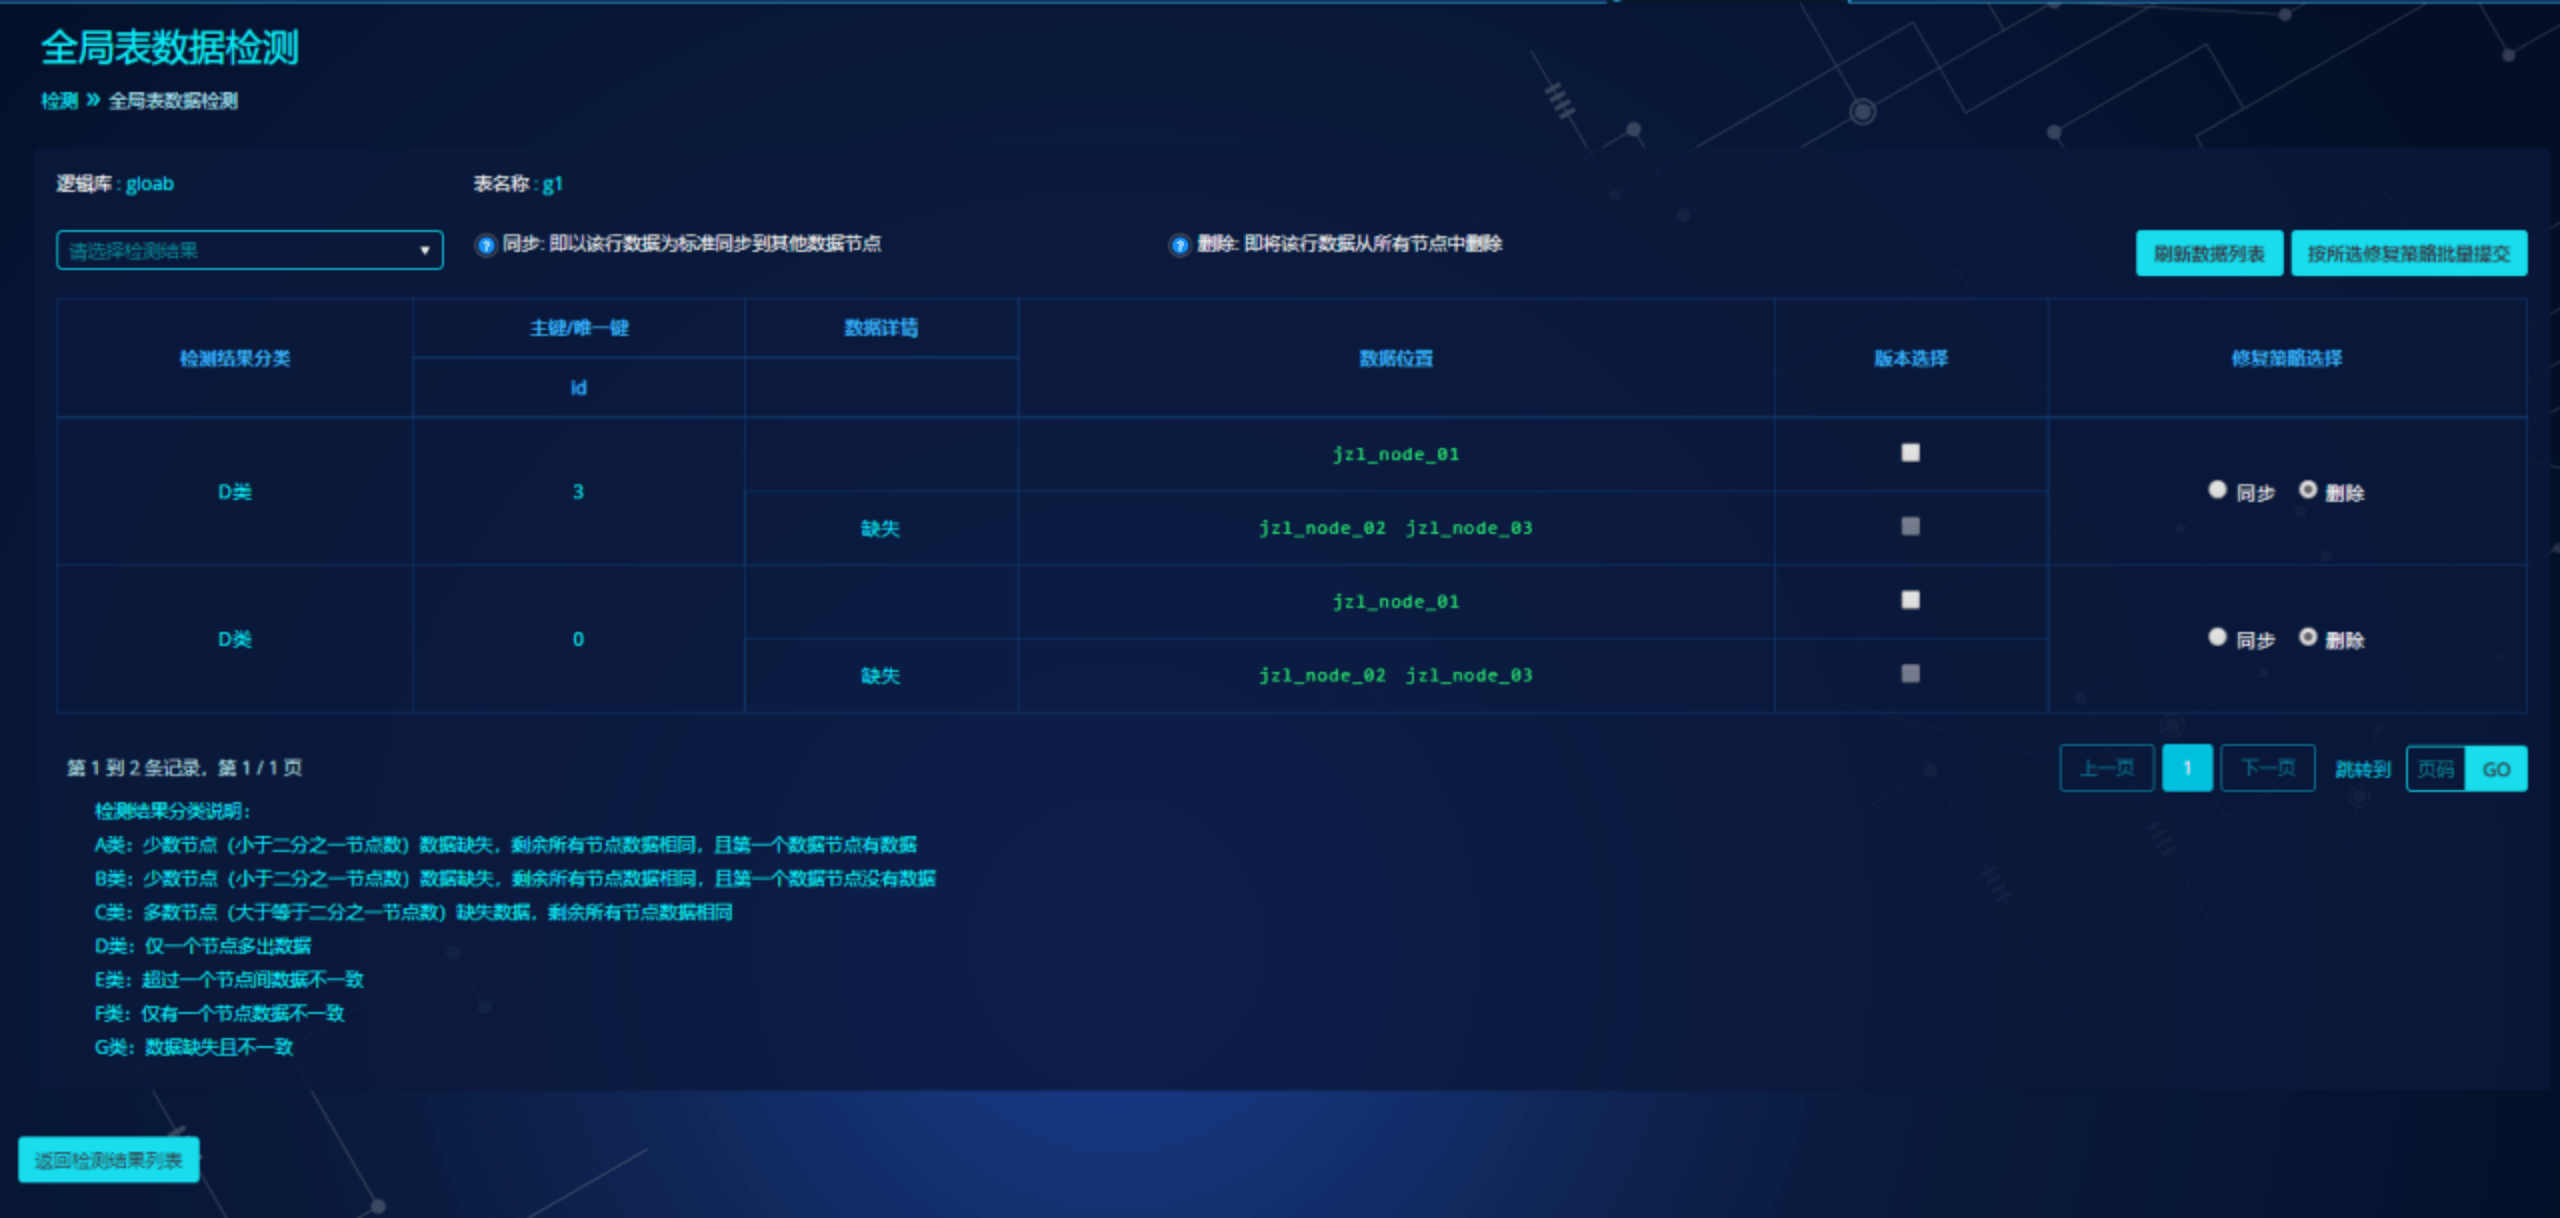 全局表数据检测
检测 » 全局表数据检测
逻辑库 : gloab 表名称 : g1
请选择检测结果 同步: 即以该行数据为标准同步到其他数据节点 删除: 即将该行数据从所有节点中删除 刷新数据列表 按所选修复策略批量提交
检测结果分类 主键/唯一键 数据详情 数据位置 版本选择 修复策略选择
id
D类 3 jzl_node_01 同步 删除
缺失 jzl_node_02 jzl_node_03
D类 0 jzl_node_01 同步 删除
缺失 jzl_node_02 jzl_node_03
第 1 到 2 条记录，第 1 / 1 页 上一页 1 下一页 跳转到 页码 GO
检测结果分类说明：
A类：少数节点（小于二分之一节点数）数据缺失，剩余所有节点数据相同，且第一个数据节点有数据
B类：少数节点（小于二分之一节点数）数据缺失，剩余所有节点数据相同，且第一个数据节点没有数据
C类：多数节点（大于等于二分之一节点数）缺失数据，剩余所有节点数据相同
D类：仅一个节点多出数据
E类：超过一个节点间数据不一致
F类：仅有一个节点数据不一致
G类：数据缺失且不一致
返回检测结果列表